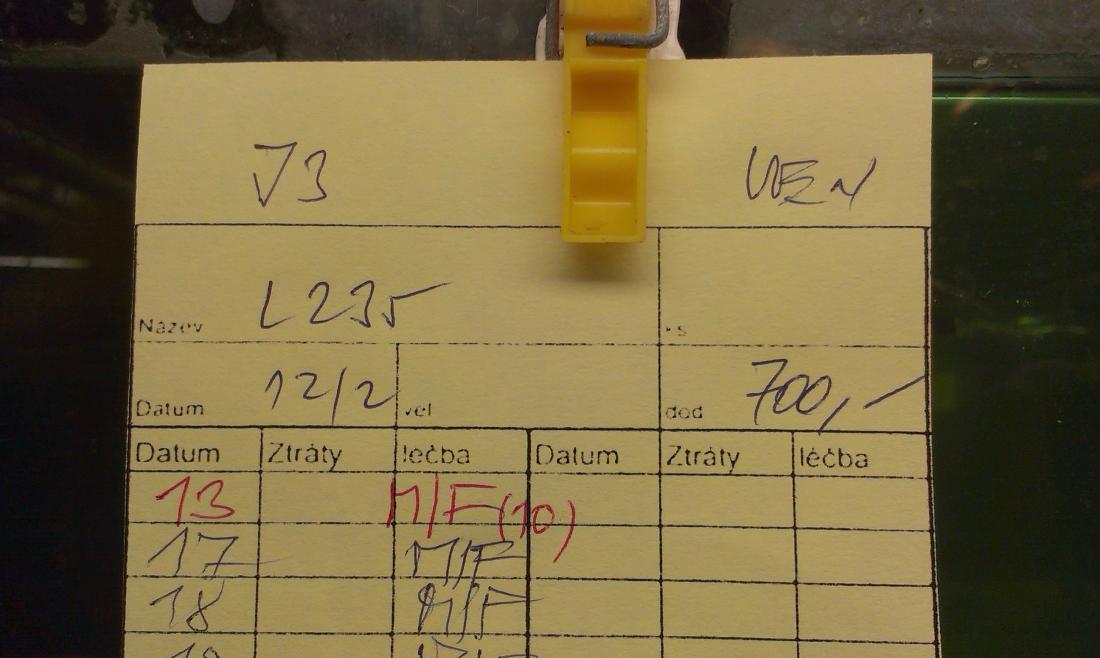 J3 VEN
Název L235 ks
Datum 12/2 vel dod 700,-
Datum Ztráty léčba Datum Ztráty léčba
13 M/F (10)
17 M/F
18 M/F